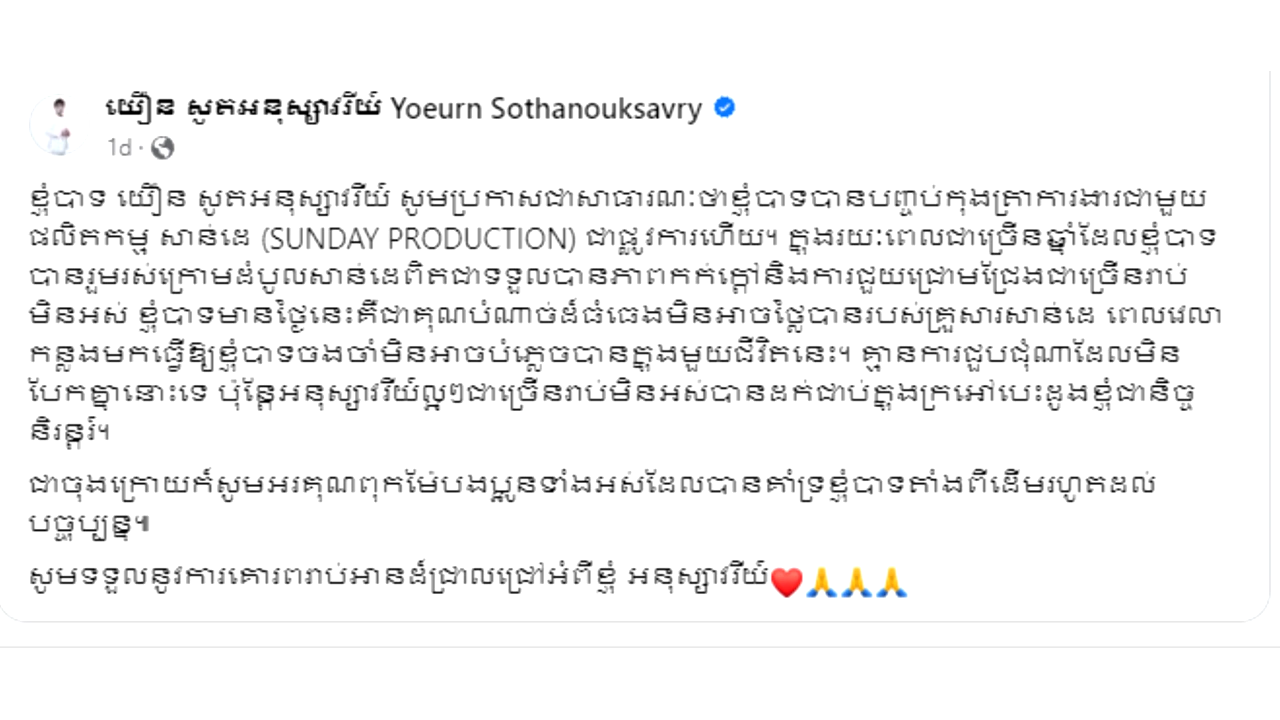 យឿន សូតអនុស្សាវរីយ៍ Yoeurn Sothanouksavry
1d ·
ខ្ញុំបាទ យឿន សូតអនុស្សាវរីយ៍ សូមប្រកាសជាសាធារណៈថាខ្ញុំបាទបានបញ្ចប់កុងត្រាការងារជាមួយ
ផលិតកម្ម សាន់ដេ (SUNDAY PRODUCTION) ជាផ្លូវការហើយ។ ក្នុងរយៈពេលជាច្រើនឆ្នាំដែលខ្ញុំបាទ
បានរួមរស់ក្រោមដំបូលសាន់ដេពិតជាទទួលបានភាពកក់ក្តៅនិងការជួយជ្រោមជ្រែងជាច្រើនរាប់
មិនអស់ ខ្ញុំបាទមានថ្ងៃនេះគឺជាគុណបំណាច់ដ៍ធំធេងមិនអាចថ្លៃបានរបស់គ្រួសារសាន់ដេ ពេលវេលា
កន្លងមកធ្វើឱ្យខ្ញុំបាទចងចាំមិនអាចបំភ្លេចបានក្នុងមួយជីវិតនេះ។ គ្មានការជួបជុំណាដែលមិន
បែកគ្នានោះទេ ប៉ុន្តែអនុស្សាវរីយ៍ល្អៗជាច្រើនរាប់មិនអស់បានដក់ជាប់ក្នុងក្រអៅបេះដូងខ្ញុំជានិច្ច
និរន្តរ៍។
ជាចុងក្រោយក៍សូមអរគុណពុកម៉ែបងប្អូនទាំងអស់ដែលបានគាំទ្រខ្ញុំបាទតាំងពីដើមរហូតដល់
បច្ចុប្បន្ន៕
សូមទទួលនូវការគោរពរាប់អានដ៍ជ្រាលជ្រៅអំពីខ្ញុំ អនុស្សាវរីយ៍❤️🙏🙏🙏